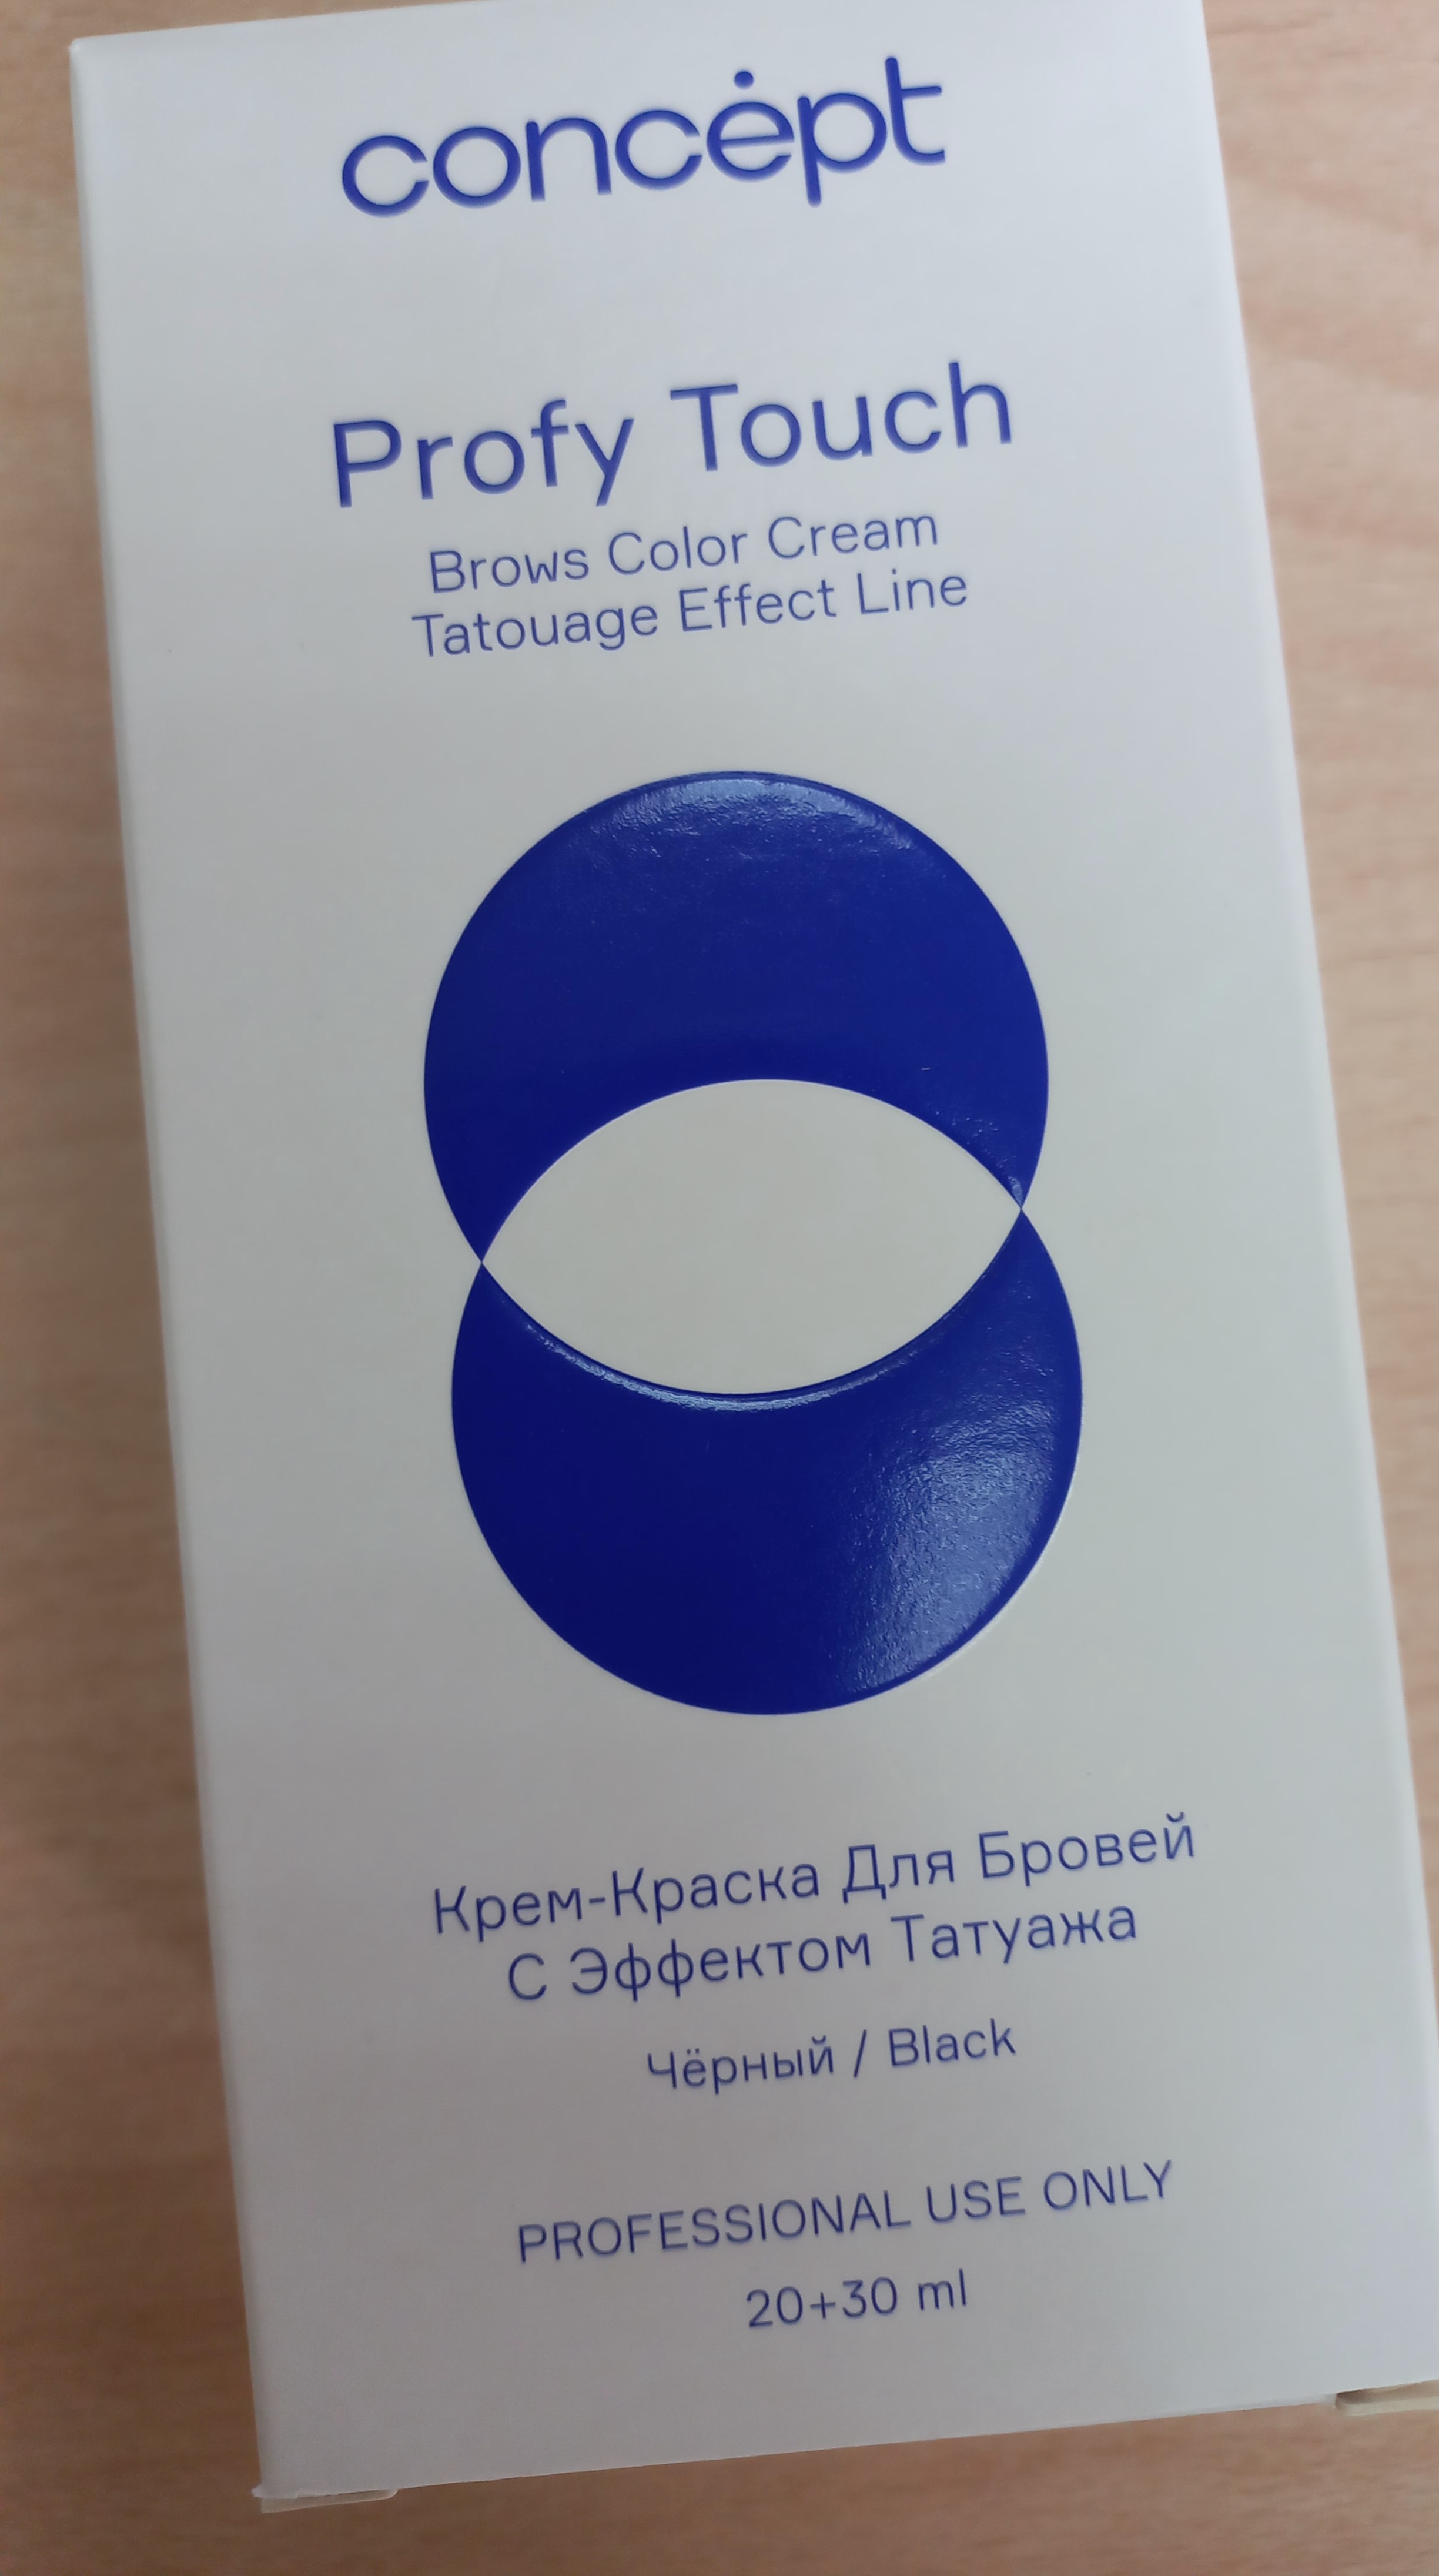 concept
Profy Touch
Brows Color Cream
Tatouage Effect Line
Крем-Краска Для Бровей
С Эффектом Татуажа
Чёрный / Black
PROFESSIONAL USE ONLY
20+30 ml